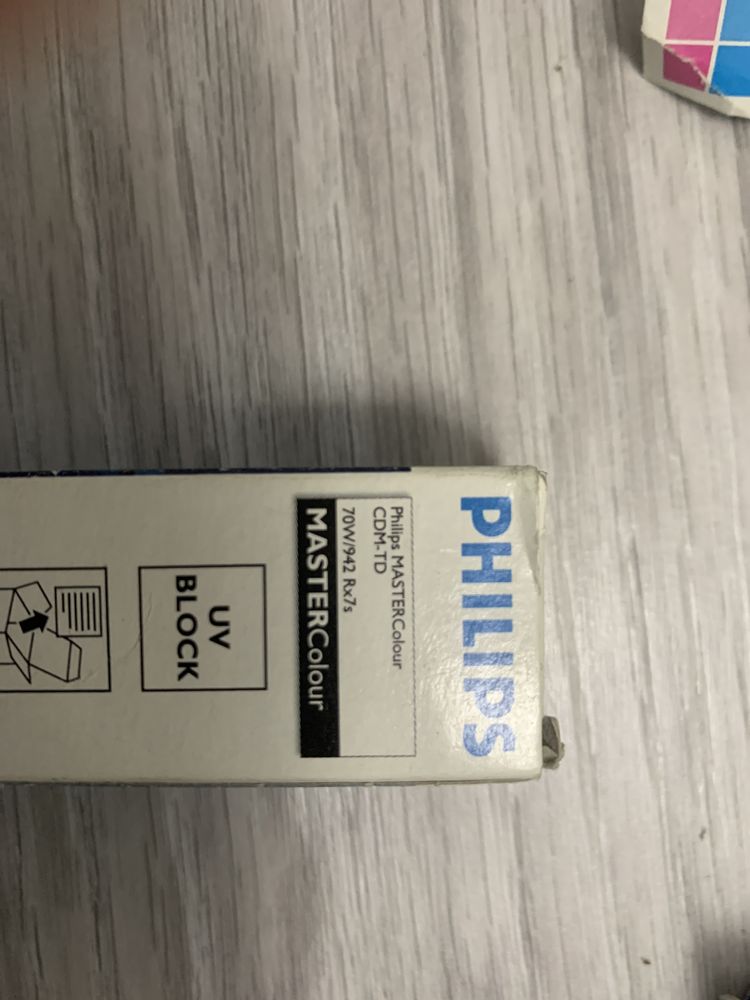 PHILIPS
Philips MASTERColour
CDM-TD
70W/942 Rx7s
MASTERColour
UV
BLOCK